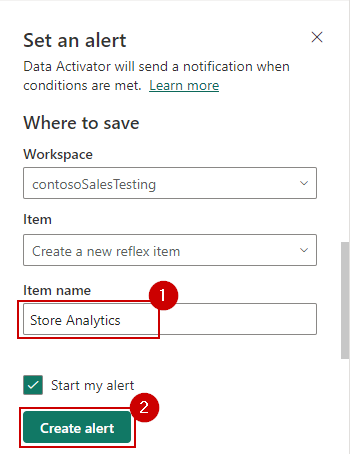 Set an alert
Data Activator will send a notification when
conditions are met. Learn more
Where to save
Workspace
contosoSalesTesting
Item
Create a new reflex item
Item name
1
Store Analytics
Start my alert
2
Create alert